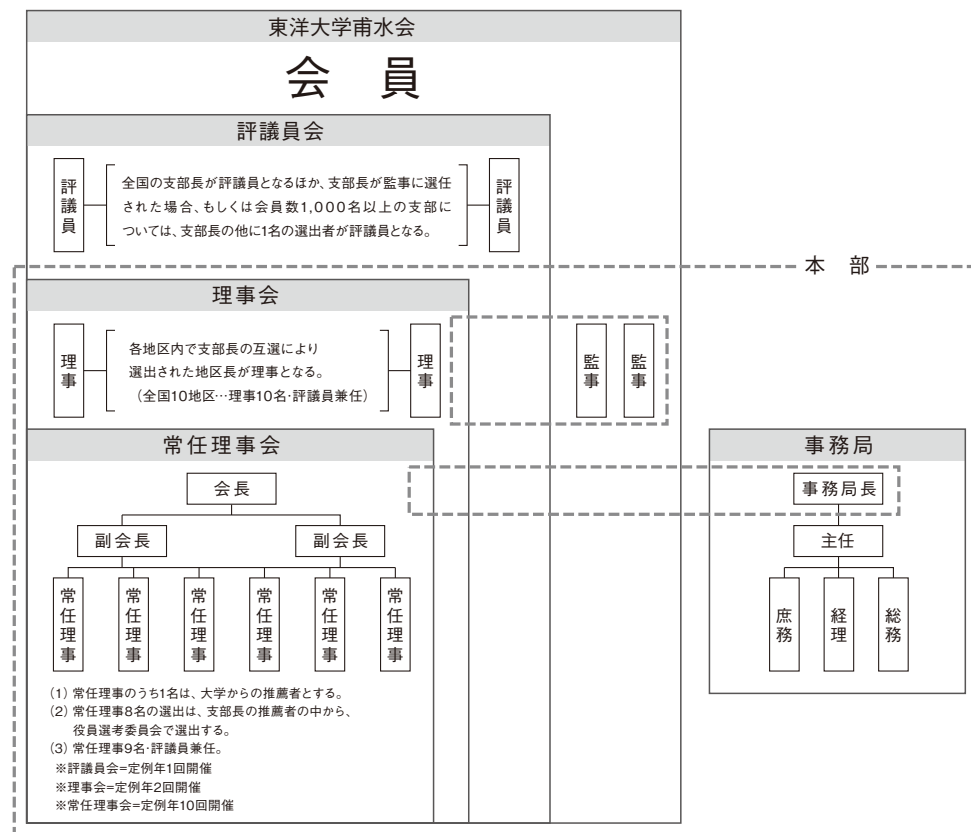 東洋大学甫水会
会　員
評議員会
評議員
全国の支部長が評議員となるほか、支部長が監事に選任
された場合、もしくは会員数1,000名以上の支部に
ついては、支部長の他に1名の選出者が評議員となる。
評議員
本　部
理事会
理事
各地区内で支部長の互選により
選出された地区長が理事となる。
（全国10地区…理事10名・評議員兼任）
理事
監事
監事
常任理事会
会長
副会長
副会長
常任理事
常任理事
常任理事
常任理事
常任理事
常任理事
(1) 常任理事のうち1名は、大学からの推薦者とする。
(2) 常任理事8名の選出は、支部長の推薦者の中から、
役員選考委員会で選出する。
(3) 常任理事9名・評議員兼任。
※評議員会=定例年1回開催
※理事会=定例年2回開催
※常任理事会=定例年10回開催
事務局
事務局長
主任
庶務
経理
総務